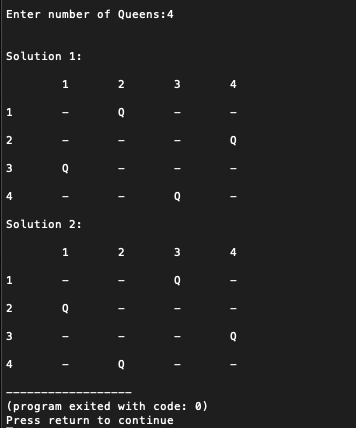 Enter number of Queens:4
Solution 1:
1 2 3 4
1 – Q – –
2 – – – Q
3 Q – – –
4 – – Q –
Solution 2:
1 2 3 4
1 – – Q –
2 Q – – –
3 – – – Q
4 – Q – –
------------------
(program exited with code: 0)
Press return to continue